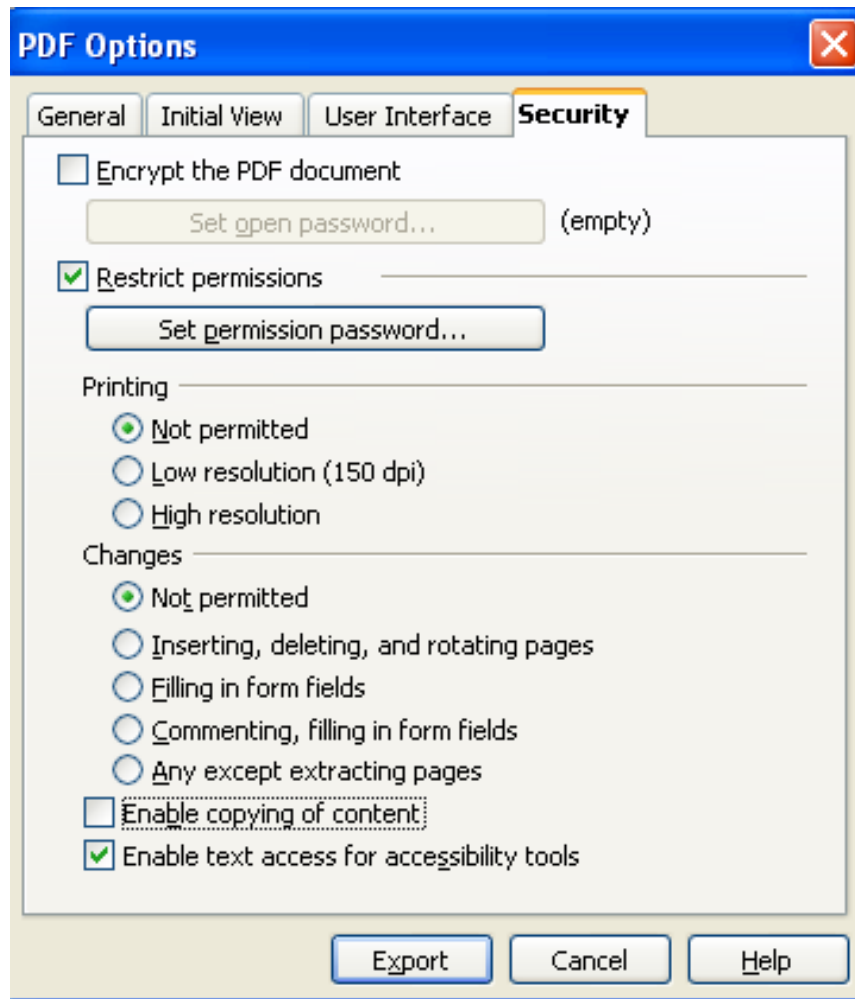 PDF Options
General Initial View User Interface Security
Encrypt the PDF document
Set open password... (empty)
Restrict permissions
Set permission password...
Printing
Not permitted
Low resolution (150 dpi)
High resolution
Changes
Not permitted
Inserting, deleting, and rotating pages
Filling in form fields
Commenting, filling in form fields
Any except extracting pages
Enable copying of content
Enable text access for accessibility tools
Export Cancel Help